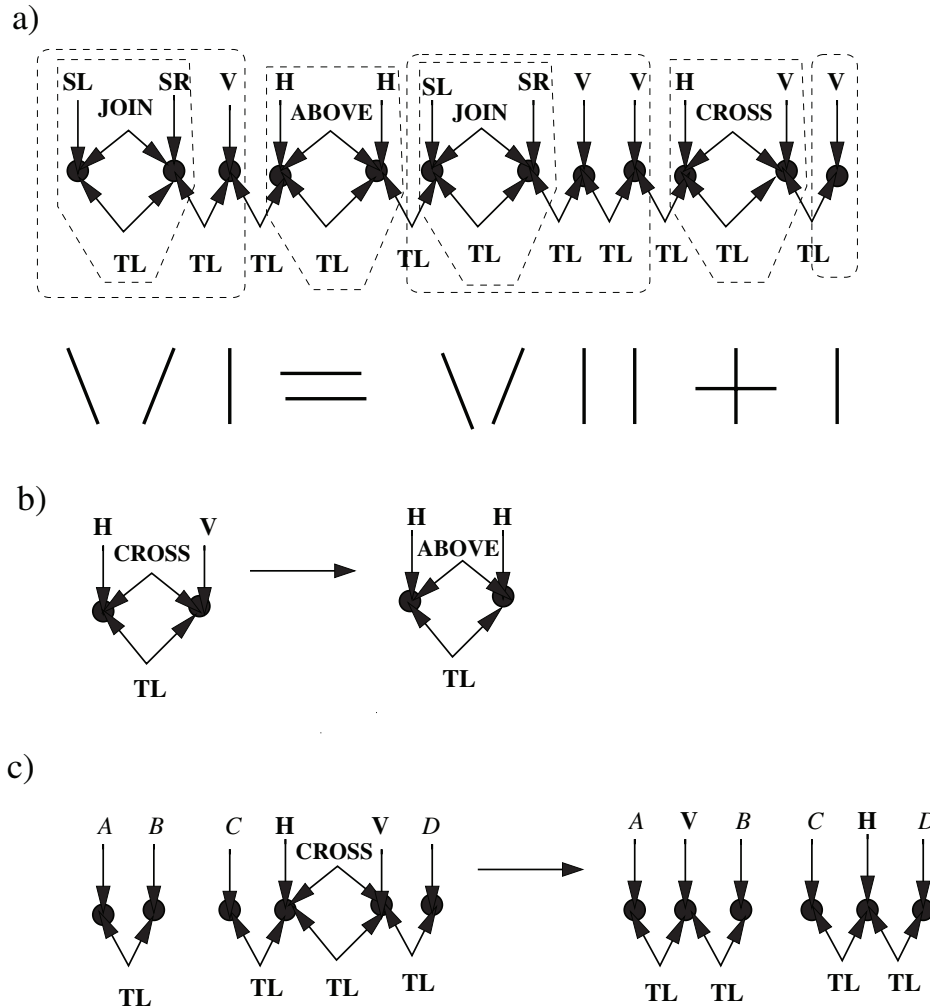 a)
SL SR V H H SL SR V V H V V
JOIN ABOVE JOIN CROSS
TL TL TL TL TL TL TL TL TL TL TL
b)
H V H H
CROSS ABOVE
TL TL
c)
A B C H V D A V B C H D
CROSS
TL TL TL TL TL TL TL TL